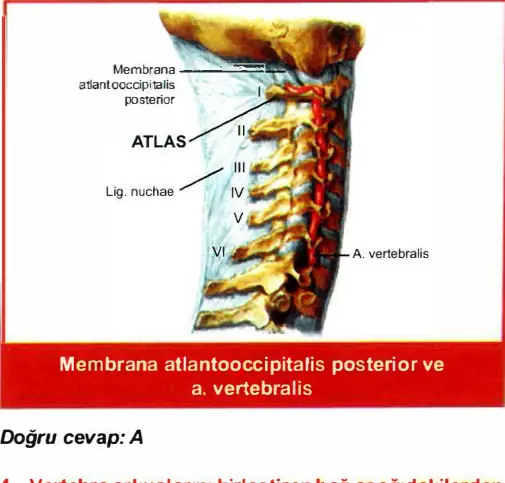 Membrana
atlantooccipitalis
posterior
I
ATLAS
II
III
Lig. nuchae
IV
V
VI
A. vertebralis
Membrana atlantooccipitalis posterior ve
a. vertebralis
Doğru cevap: A